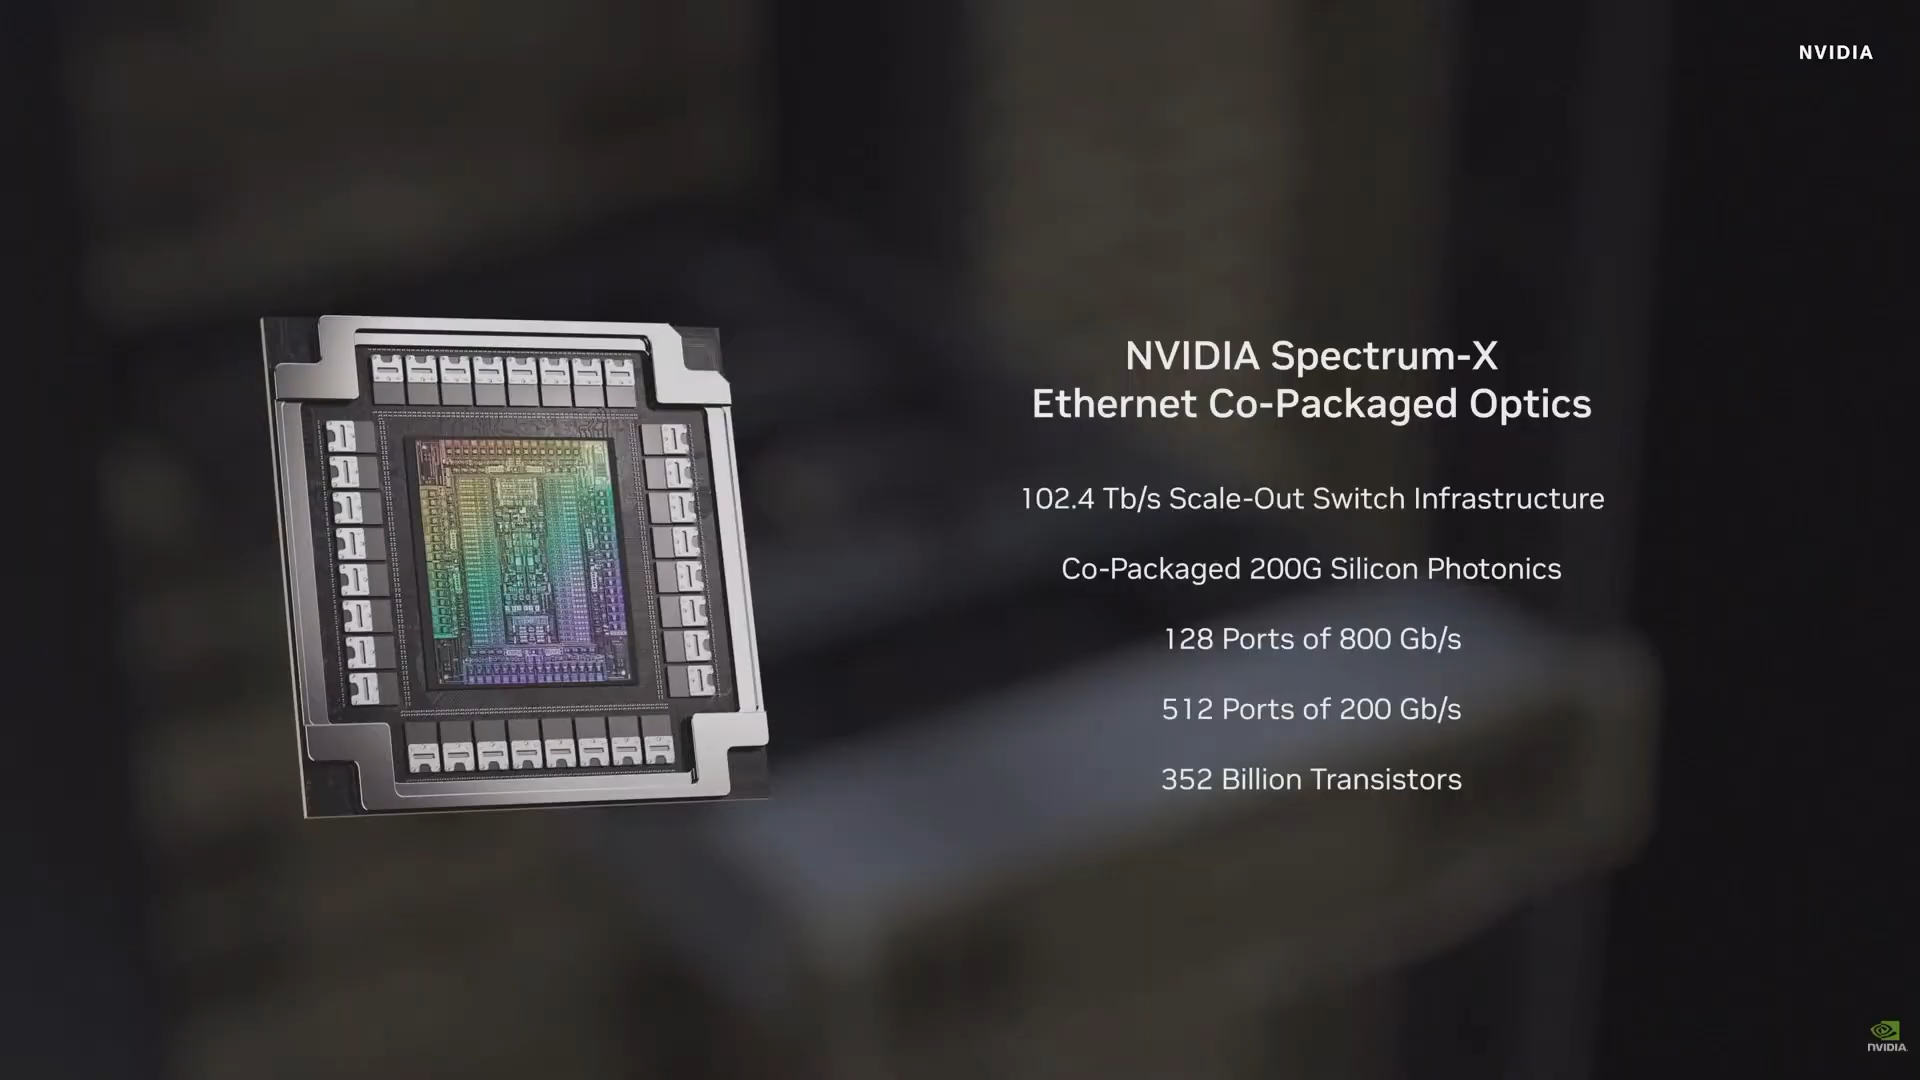 NVIDIA
NVIDIA Spectrum-X
Ethernet Co-Packaged Optics
102.4 Tb/s Scale-Out Switch Infrastructure
Co-Packaged 200G Silicon Photonics
128 Ports of 800 Gb/s
512 Ports of 200 Gb/s
352 Billion Transistors
NVIDIA.